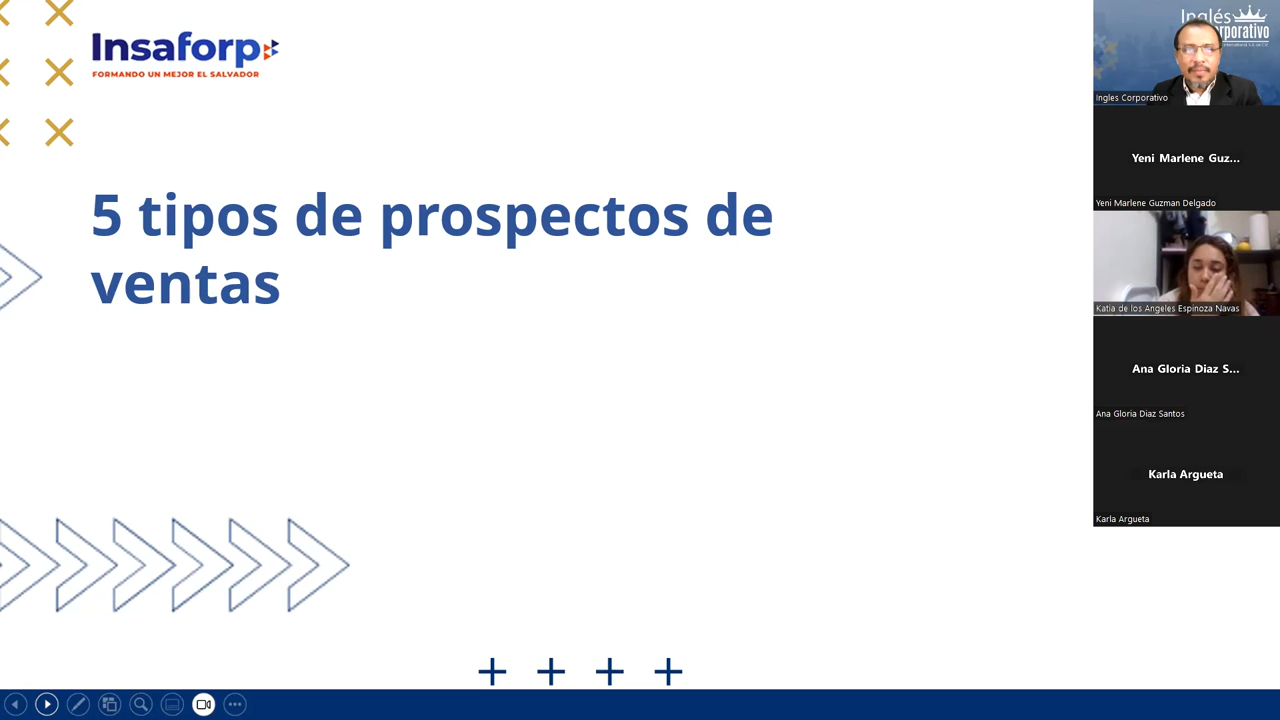 Insaforp
FORMANDO UN MEJOR EL SALVADOR
5 tipos de prospectos de
ventas
Inglés
Ingles Corporativo
Yeni Marlene Guz...
Yeni Marlene Guzman Delgado
Katia de los Angeles Espinoza Navas
Ana Gloria Diaz S...
Ana Gloria Diaz Santos
Karla Argueta
Karla Argueta